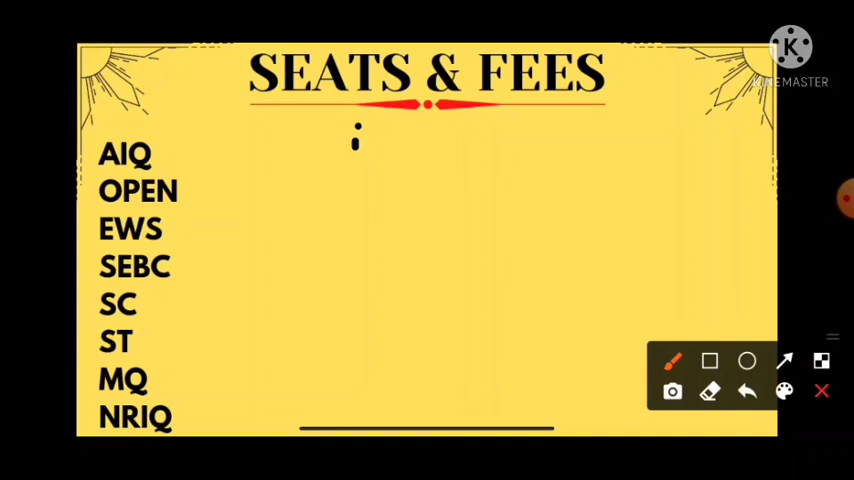 SEATS & FEES
K
KINEMASTER
AIQ
OPEN
EWS
SEBC
SC
ST
MQ
NRIQ